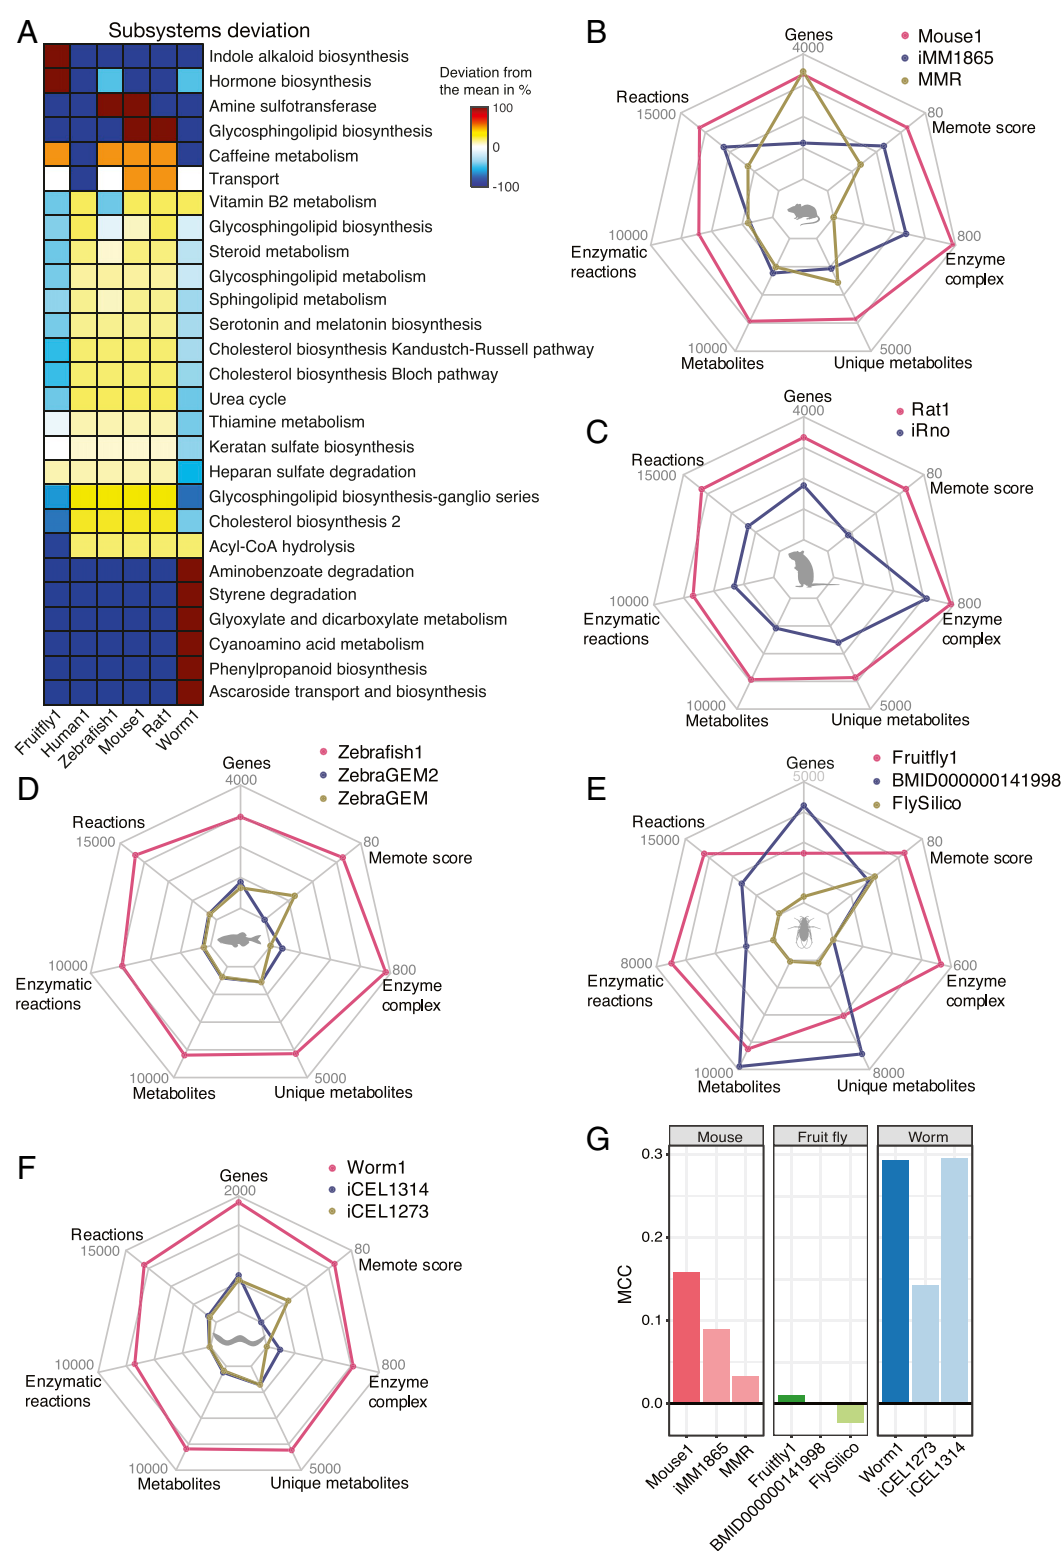 A
Subsystems deviation
Indole alkaloid biosynthesis
Hormone biosynthesis
Amine sulfotransferase
Glycosphingolipid biosynthesis
Caffeine metabolism
Transport
Vitamin B2 metabolism
Glycosphingolipid biosynthesis
Steroid metabolism
Glycosphingolipid metabolism
Sphingolipid metabolism
Serotonin and melatonin biosynthesis
Cholesterol biosynthesis Kandustch-Russell pathway
Cholesterol biosynthesis Bloch pathway
Urea cycle
Thiamine metabolism
Keratan sulfate biosynthesis
Heparan sulfate degradation
Glycosphingolipid biosynthesis-ganglio series
Cholesterol biosynthesis 2
Acyl-CoA hydrolysis
Aminobenzoate degradation
Styrene degradation
Glyoxylate and dicarboxylate metabolism
Cyanoamino acid metabolism
Phenylpropanoid biosynthesis
Ascaroside transport and biosynthesis
Fruitfly1
Human1
Zebrafish1
Mouse1
Rat1
Worm1
Deviation from
the mean in %
100
0
-100
B
Mouse1
iMM1865
MMR
Genes
4000
80
Memote score
800
Enzyme
complex
5000
Unique metabolites
10000
Metabolites
10000
Enzymatic
reactions
Reactions
15000
C
Rat1
iRno
Genes
4000
80
Memote score
800
Enzyme
complex
5000
Unique metabolites
10000
Metabolites
10000
Enzymatic
reactions
Reactions
15000
D
Zebrafish1
ZebraGEM2
ZebraGEM
Genes
4000
80
Memote score
800
Enzyme
complex
5000
Unique metabolites
10000
Metabolites
10000
Enzymatic
reactions
Reactions
15000
E
Fruitfly1
BMID000000141998
FlySilico
Genes
5000
80
Memote score
600
Enzyme
complex
8000
Unique metabolites
10000
Metabolites
8000
Enzymatic
reactions
Reactions
15000
F
Worm1
iCEL1314
iCEL1273
Genes
2000
80
Memote score
800
Enzyme
complex
5000
Unique metabolites
10000
Metabolites
10000
Enzymatic
reactions
Reactions
15000
G
Mouse
Fruit fly
Worm
MCC
0.3
0.2
0.1
0.0
Mouse1
iMM1865
MMR
Fruitfly1
BMID000000141998
FlySilico
Worm1
iCEL1273
iCEL1314